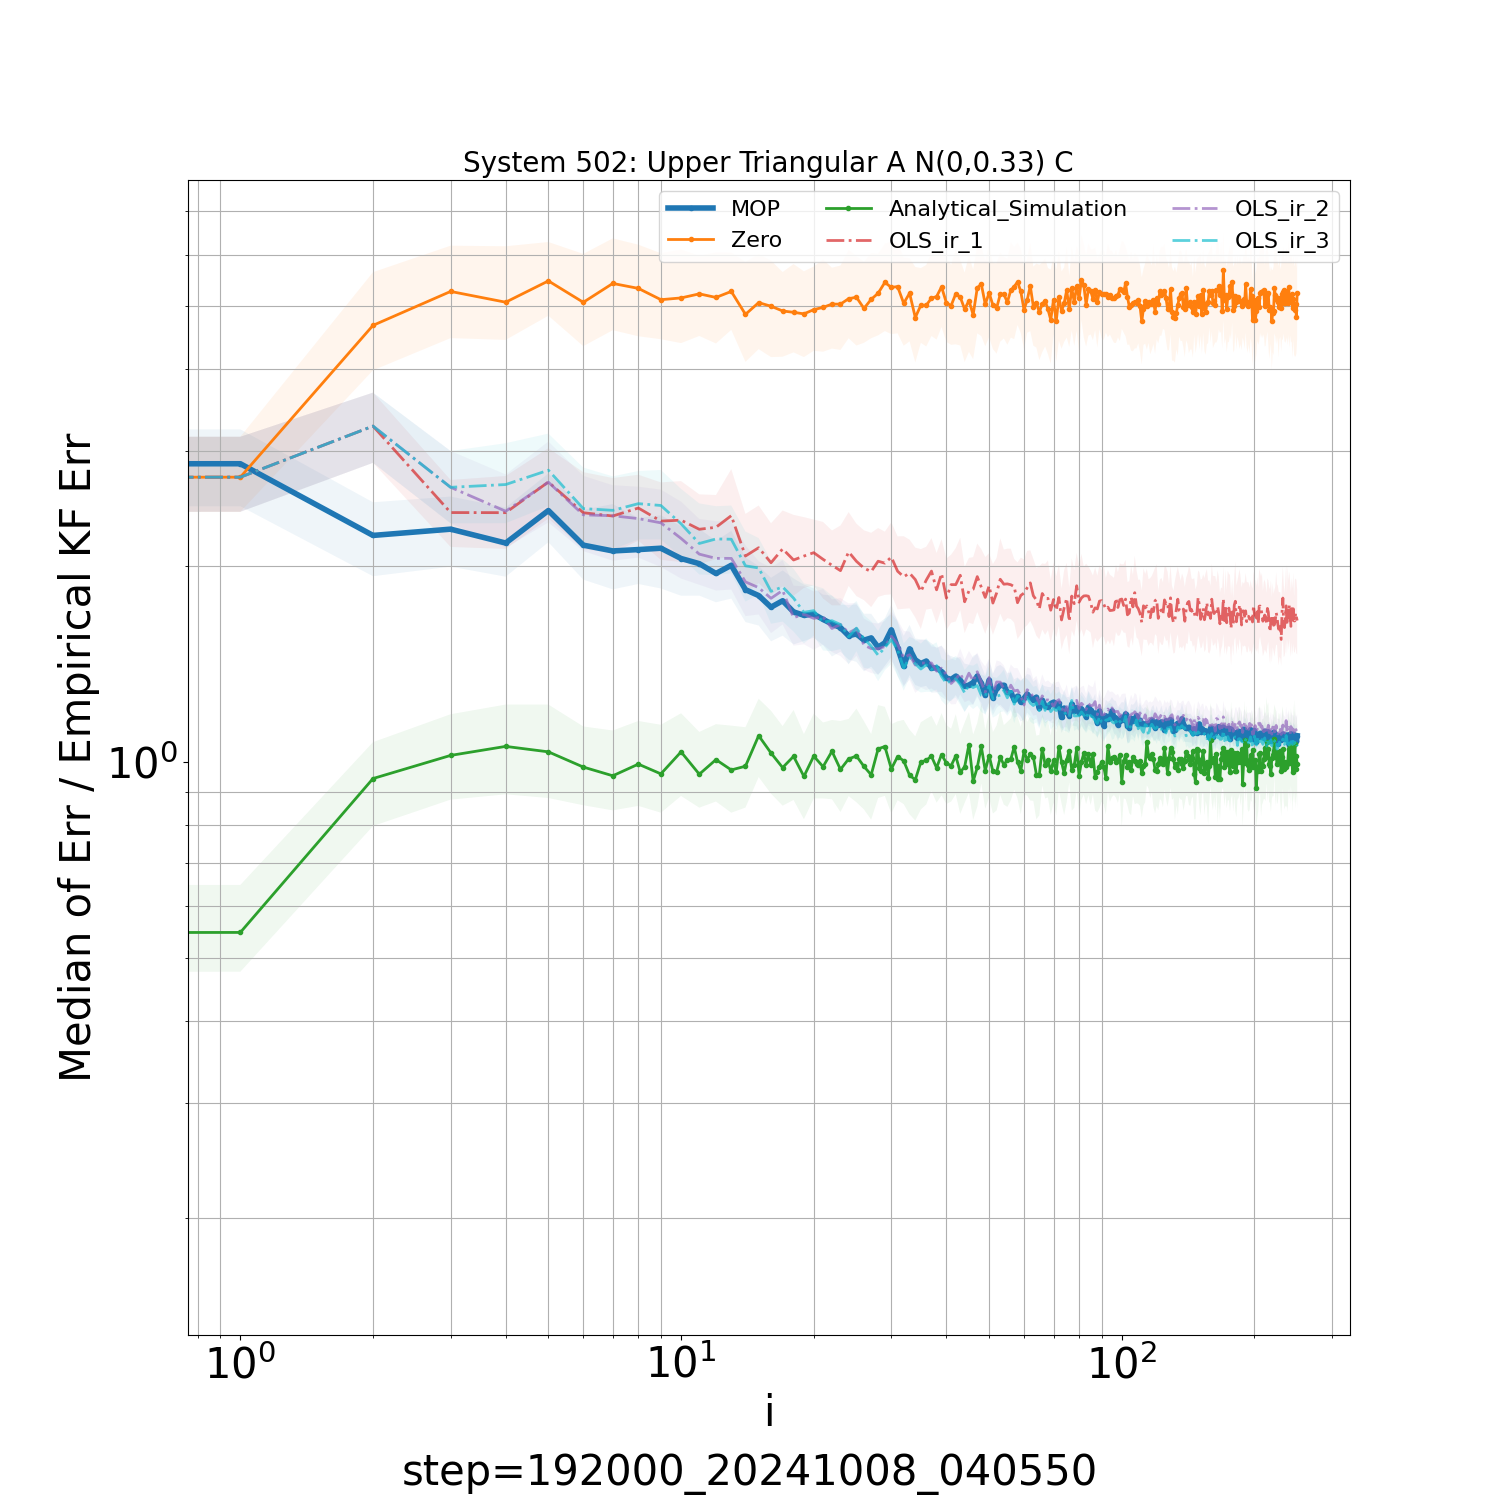 System 502: Upper Triangular A N(0,0.33) C
MOP
Zero
Analytical_Simulation
OLS_ir_1
OLS_ir_2
OLS_ir_3
Median of Err / Empirical KF Err
10⁰
10⁰
10¹
10²
i
step=192000_20241008_040550